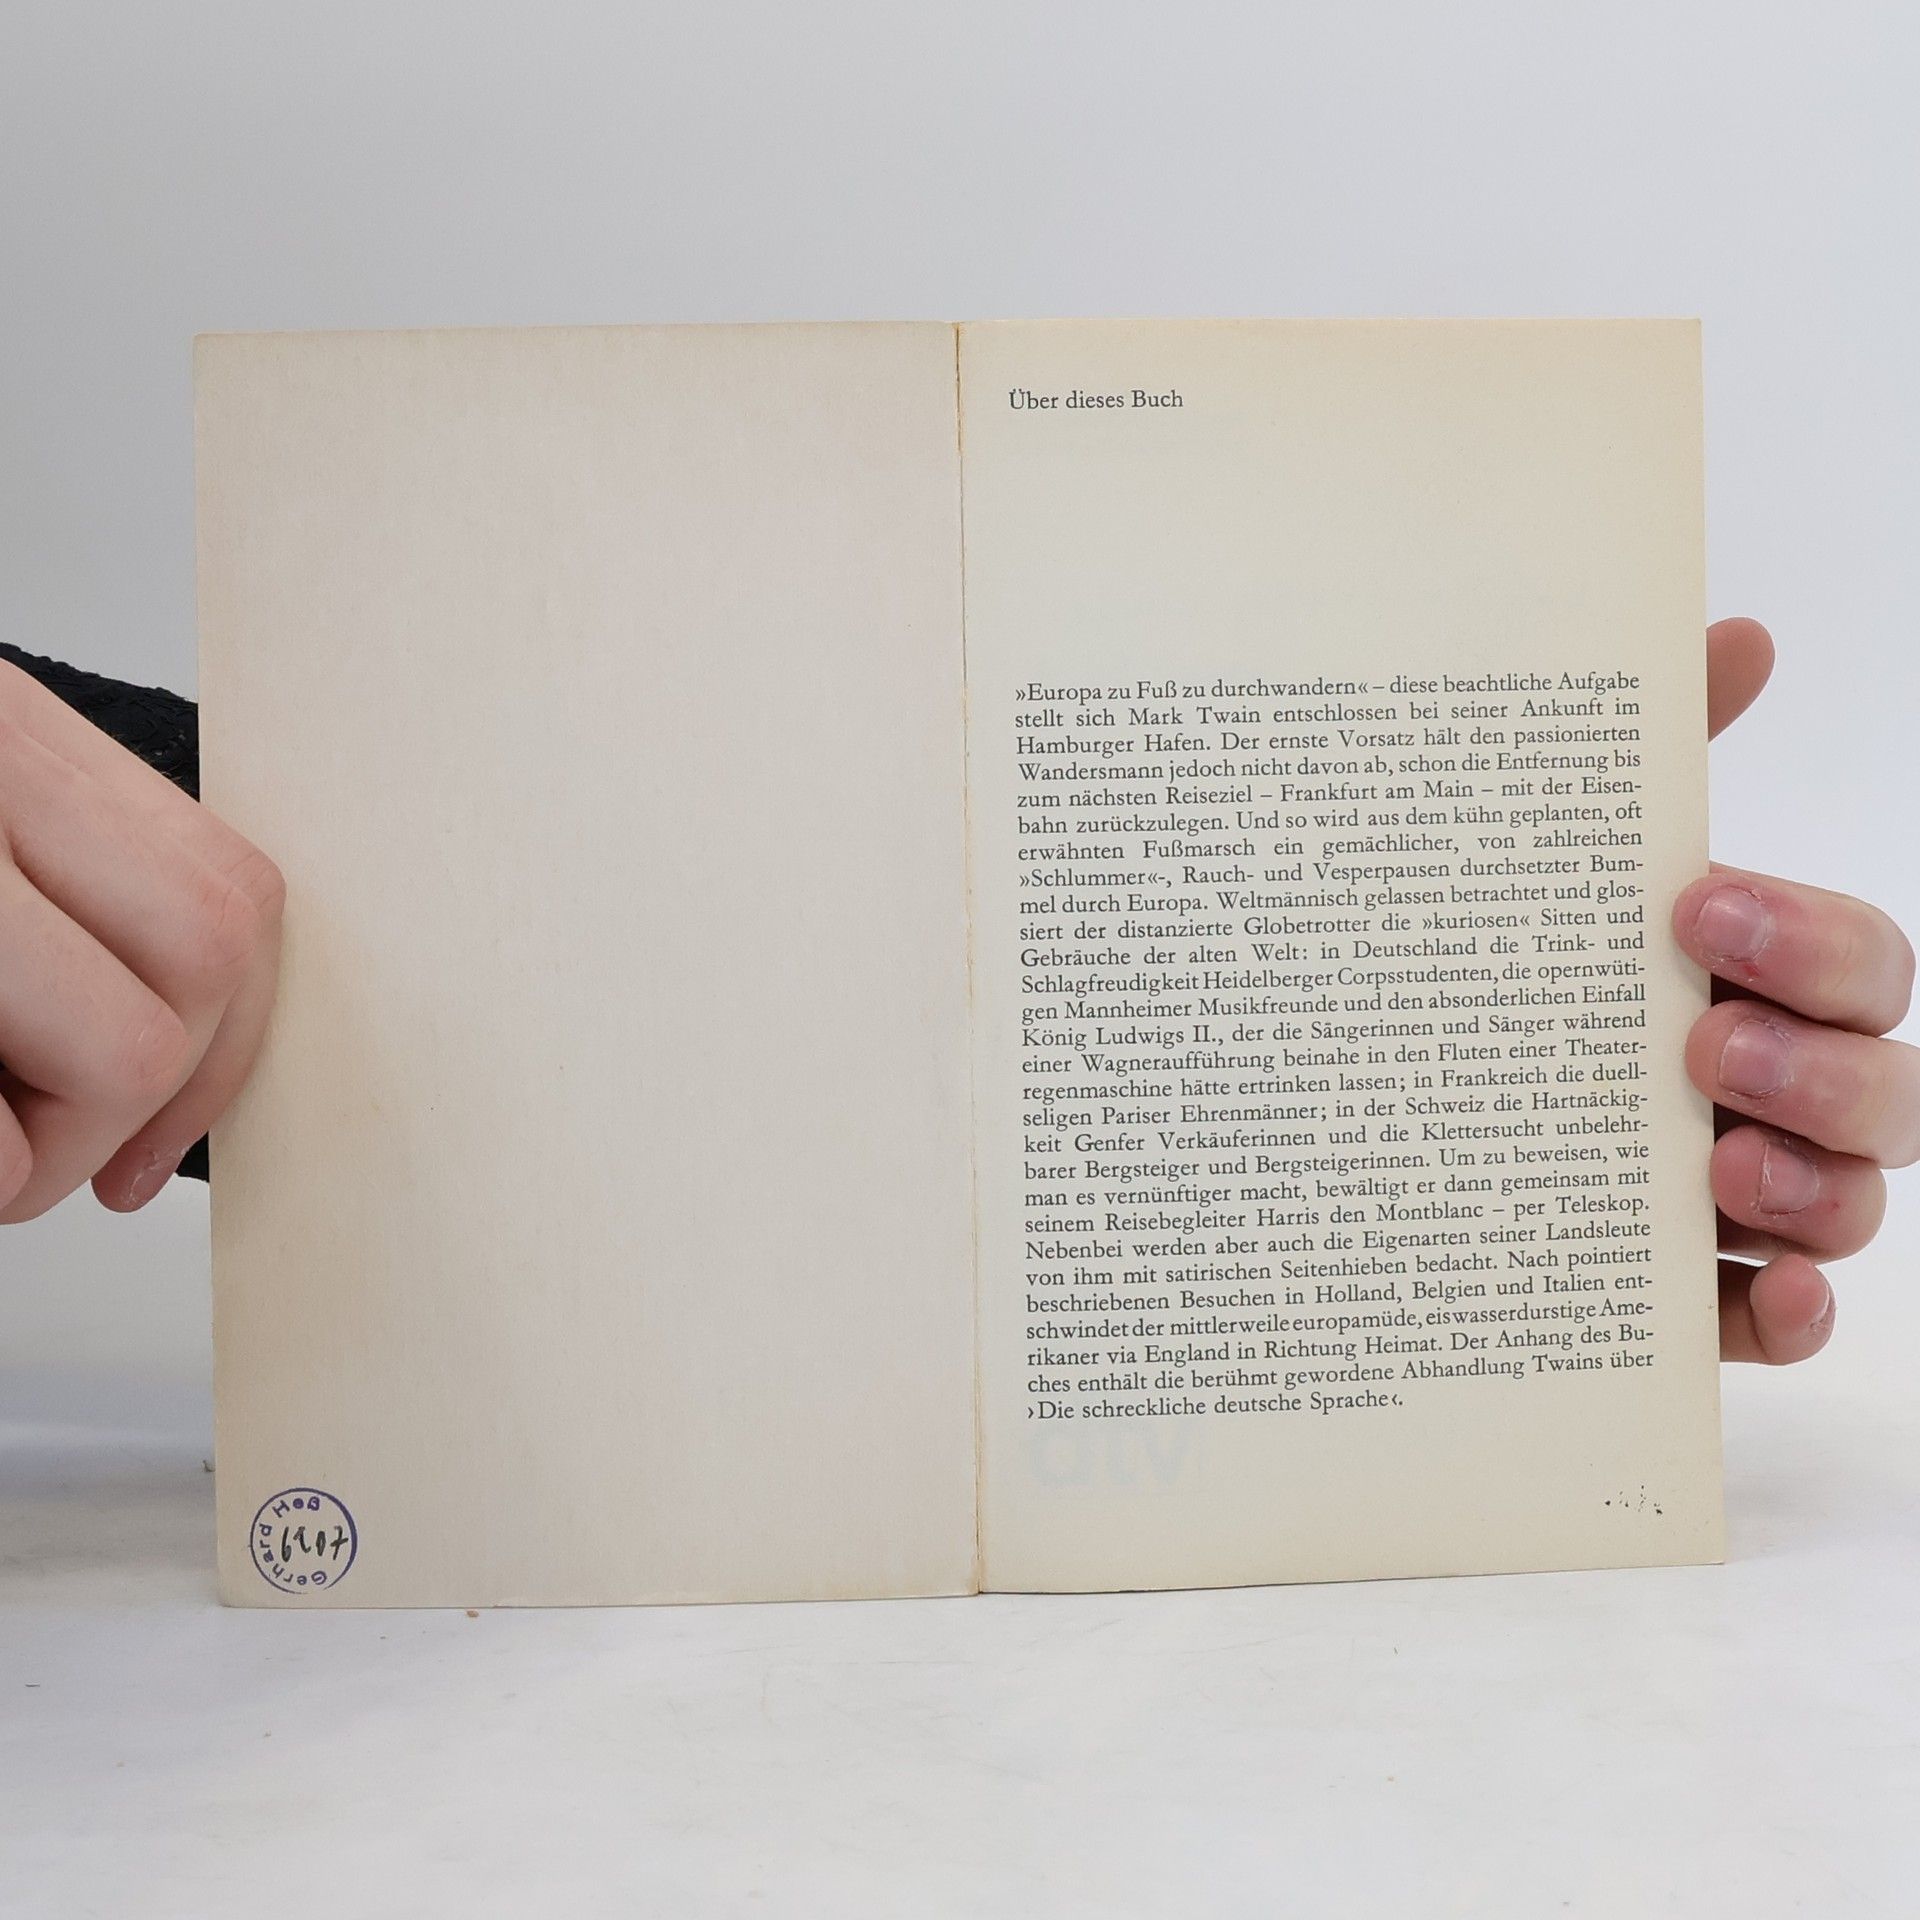 Über dieses Buch
»Europa zu Fuß zu durchwandern« – diese beachtliche Aufgabe
stellt sich Mark Twain entschlossen bei seiner Ankunft im
Hamburger Hafen. Der ernste Vorsatz hält den passionierten
Wandersmann jedoch nicht davon ab, schon die Entfernung bis
zum nächsten Reiseziel – Frankfurt am Main – mit der Eisen-
bahn zurückzulegen. Und so wird aus dem kühn geplanten, oft
erwähnten Fußmarsch ein gemächlicher, von zahlreichen
»Schlummer«-, Rauch- und Vesperpausen durchsetzter Bum-
mel durch Europa. Weltmännisch gelassen betrachtet und glos-
siert der distanzierte Globetrotter die »kuriosen« Sitten und
Gebräuche der alten Welt: in Deutschland die Trink- und
Schlagfreudigkeit Heidelberger Corpsstudenten, die opernwüti-
gen Mannheimer Musikfreunde und den absonderlichen Einfall
König Ludwigs II., der die Sängerinnen und Sänger während
einer Wagneraufführung beinahe in den Fluten einer Theater-
regenmaschine hätte ertrinken lassen; in Frankreich die duell-
seligen Pariser Ehrenmänner; in der Schweiz die Hartnäckig-
keit Genfer Verkäuferinnen und die Klettersucht unbelehr-
barer Bergsteiger und Bergsteigerinnen. Um zu beweisen, wie
man es vernünftiger macht, bewältigt er dann gemeinsam mit
seinem Reisebegleiter Harris den Montblanc – per Teleskop.
Nebenbei werden aber auch die Eigenarten seiner Landsleute
von ihm mit satirischen Seitenhieben bedacht. Nach pointiert
beschriebenen Besuchen in Holland, Belgien und Italien ent-
schwindet der mittlerweile europamüde, eiswasserdurstige Ame-
rikaner via England in Richtung Heimat. Der Anhang des Bu-
ches enthält die berühmt gewordene Abhandlung Twains über
›Die schreckliche deutsche Sprache‹.
Gerhard Heß